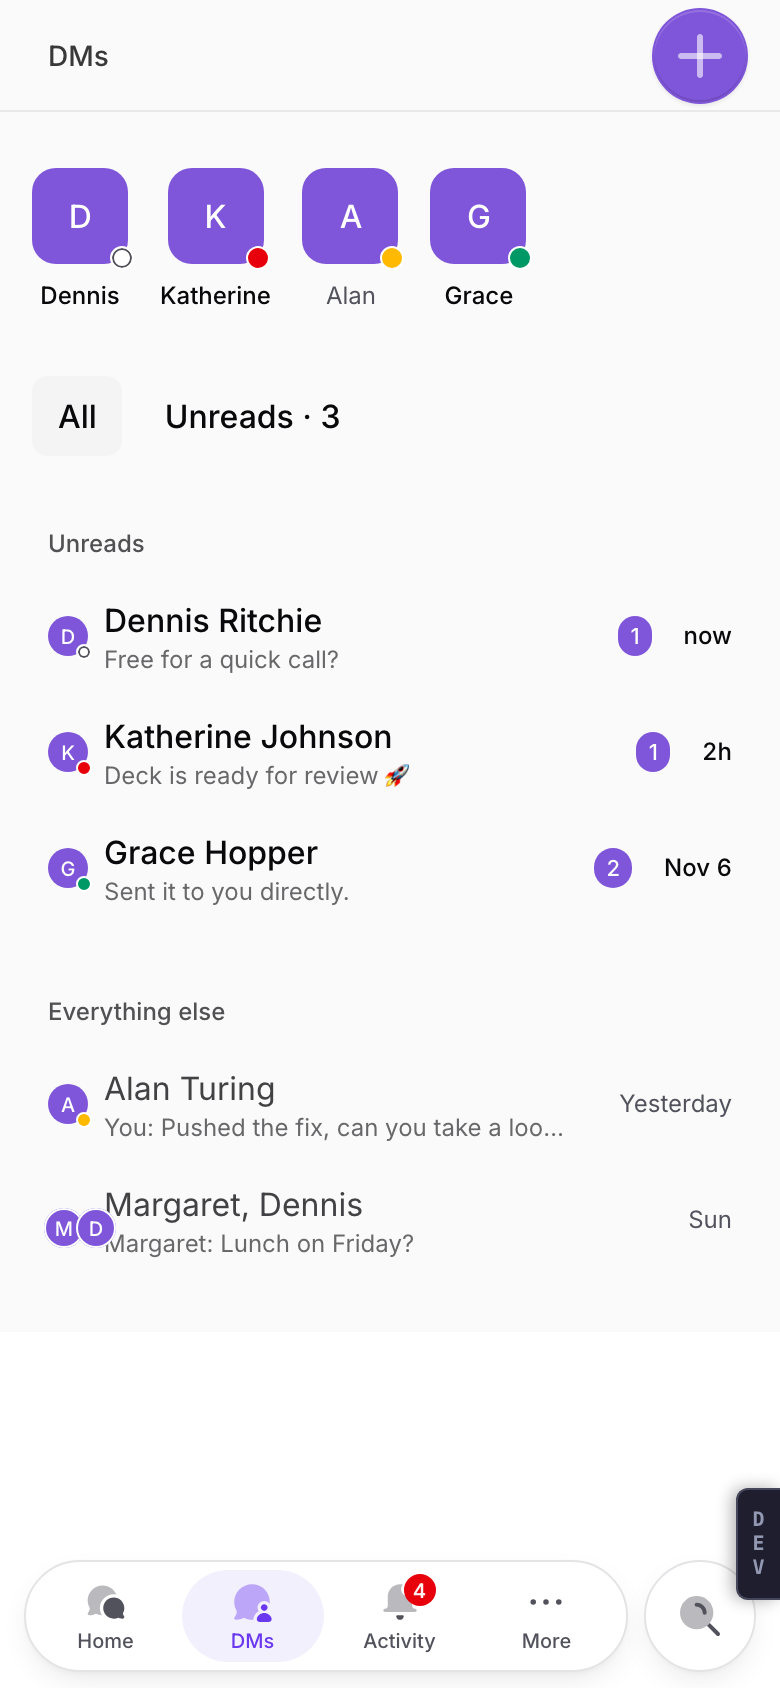 DMs
D K A G
Dennis Katherine Alan Grace
All Unreads · 3
Unreads
D Dennis Ritchie 1 now
Free for a quick call?
K Katherine Johnson 1 2h
Deck is ready for review 🚀
G Grace Hopper 2 Nov 6
Sent it to you directly.
Everything else
A Alan Turing Yesterday
You: Pushed the fix, can you take a loo...
M D Margaret, Dennis Sun
Margaret: Lunch on Friday?
DEV
4
Home DMs Activity More